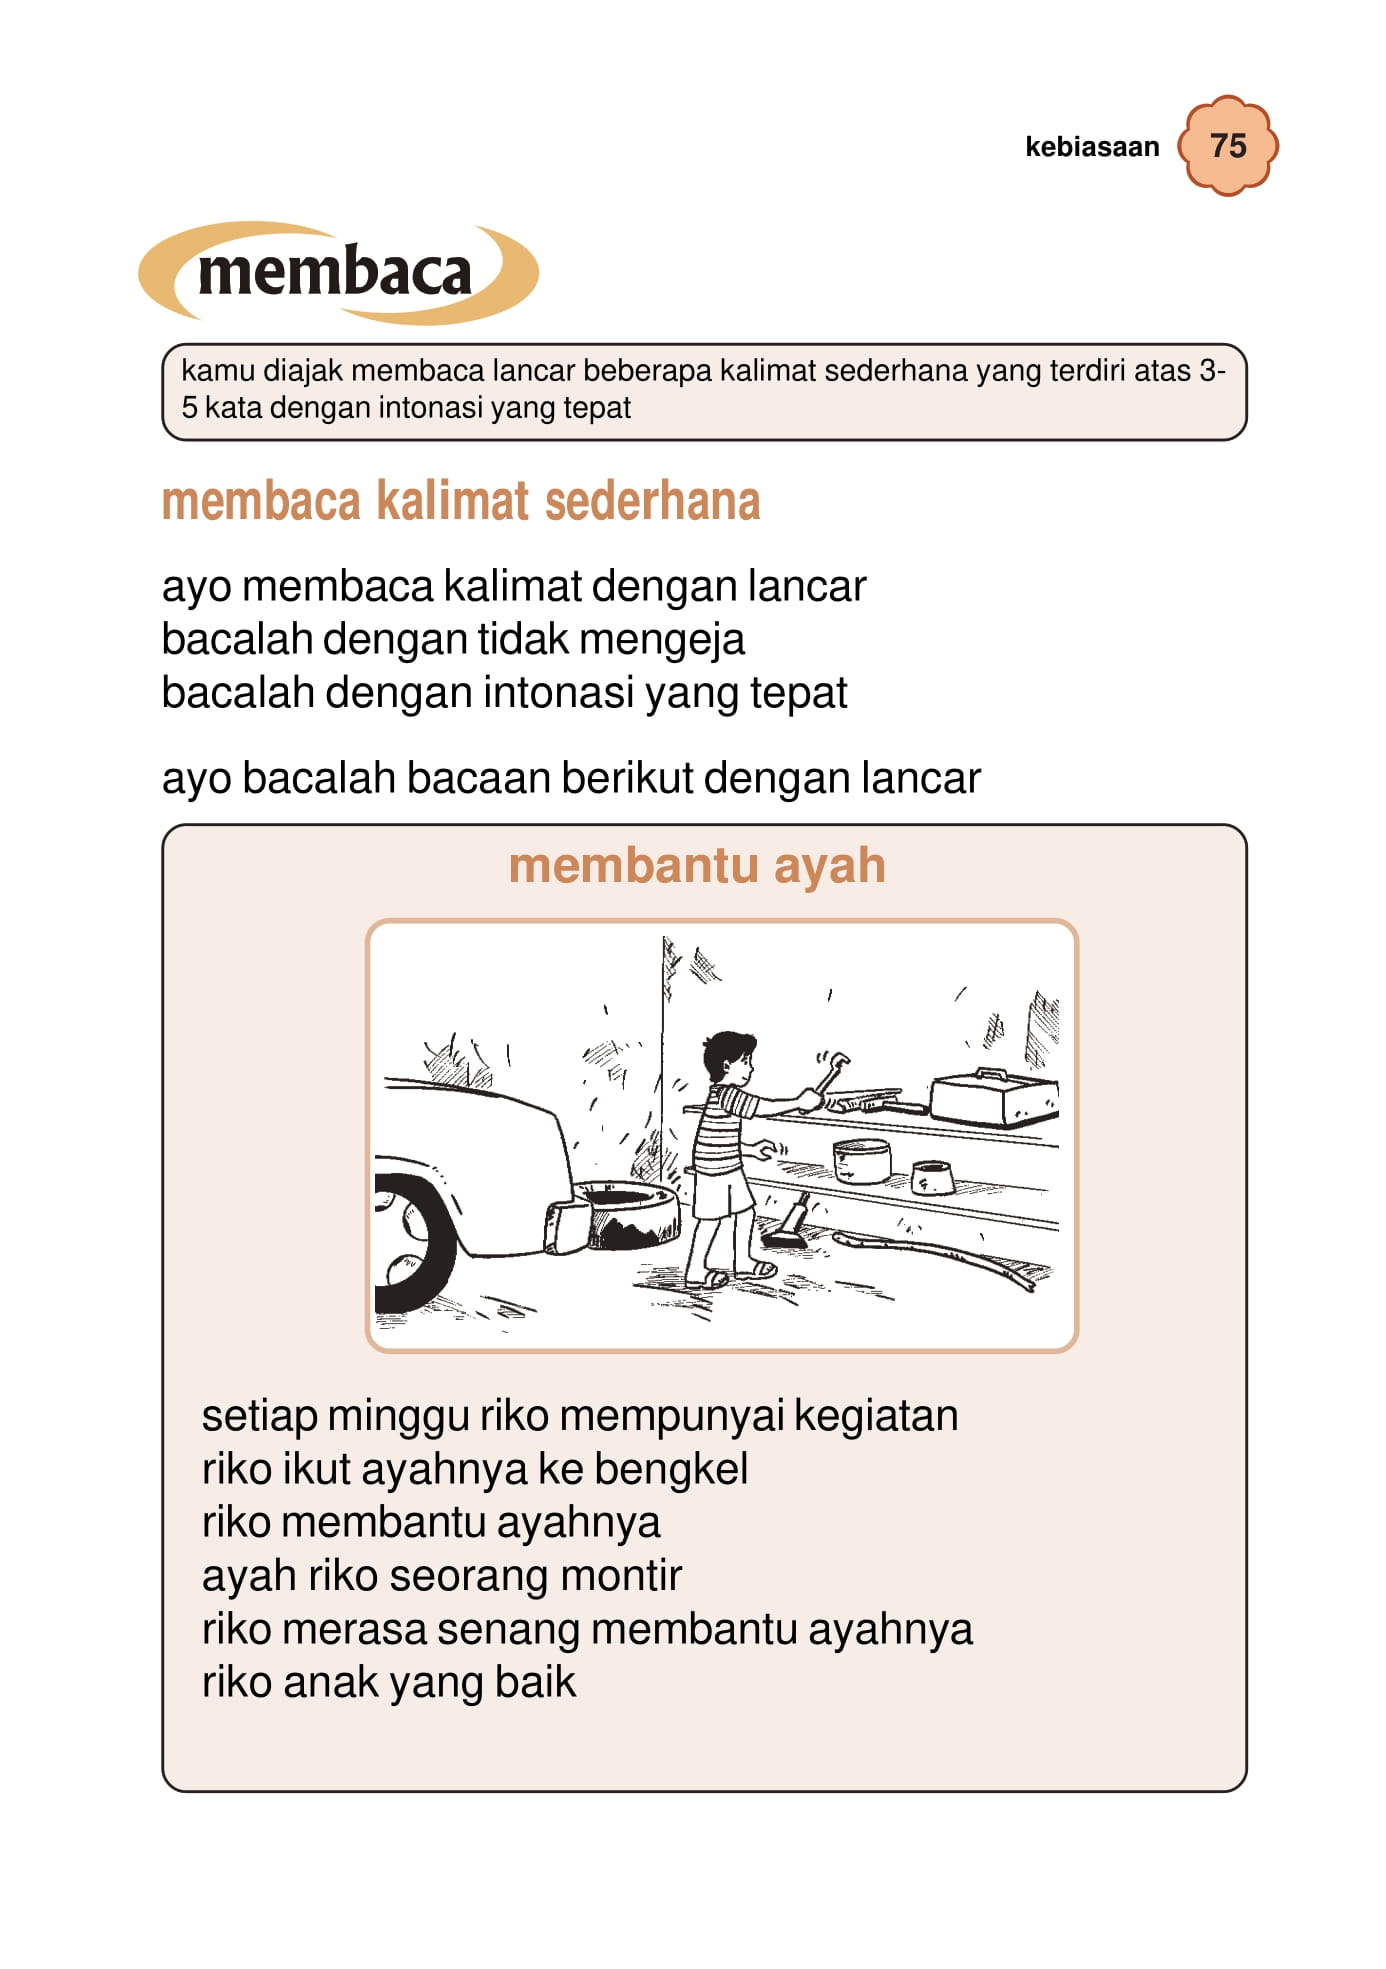 kebiasaan 75
membaca
kamu diajak membaca lancar beberapa kalimat sederhana yang terdiri atas 3-
5 kata dengan intonasi yang tepat
membaca kalimat sederhana
ayo membaca kalimat dengan lancar
bacalah dengan tidak mengeja
bacalah dengan intonasi yang tepat
ayo bacalah bacaan berikut dengan lancar
membantu ayah
setiap minggu riko mempunyai kegiatan
riko ikut ayahnya ke bengkel
riko membantu ayahnya
ayah riko seorang montir
riko merasa senang membantu ayahnya
riko anak yang baik